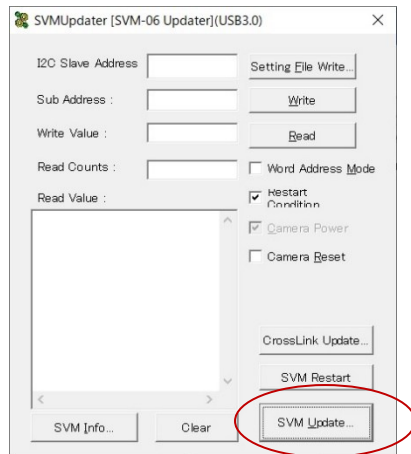 SVMUpdater [SVM-06 Updater](USB3.0)
I2C Slave Address
Setting File Write...
Sub Address :
Write
Write Value :
Read
Read Counts :
Word Address Mode
Read Value :
Restart
Condition
Camera Power
Camera Reset
CrossLink Update...
SVM Restart
SVM Info...
Clear
SVM Update...